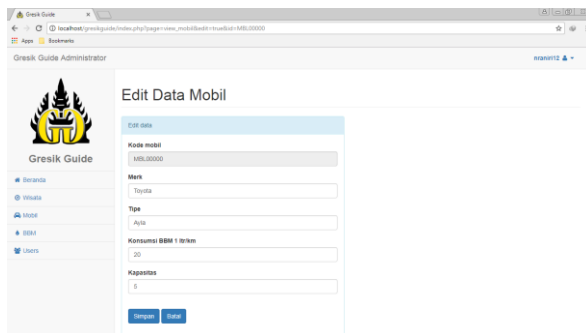 Gresik Guide
localhost/gresikguide/index.php?page=view_mobil&edit=true&id=MBL00000
Apps Bookmarks
Gresik Guide Administrator
Edit Data Mobil
Edit data
Kode mobil
MBL00000
Merk
Toyota
Tipe
Ayla
Konsumsi BBM 1 ltr/km
20
Kapasitas
5
Simpan Batal
Gresik Guide
Beranda
Wisata
Mobil
BBM
Users